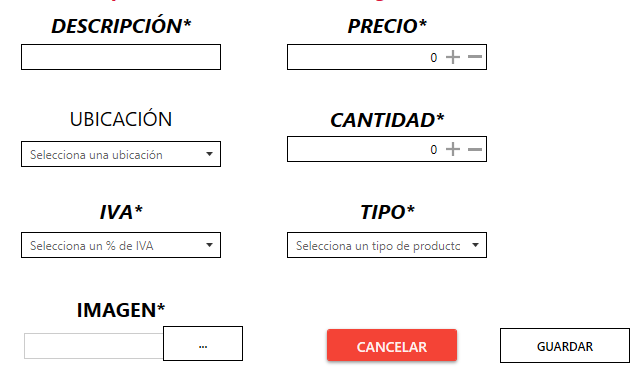 DESCRIPCIÓN* PRECIO*
0
UBICACIÓN CANTIDAD*
Selecciona una ubicación 0
IVA* TIPO*
Selecciona un % de IVA Selecciona un tipo de producto
IMAGEN*
... CANCELAR GUARDAR